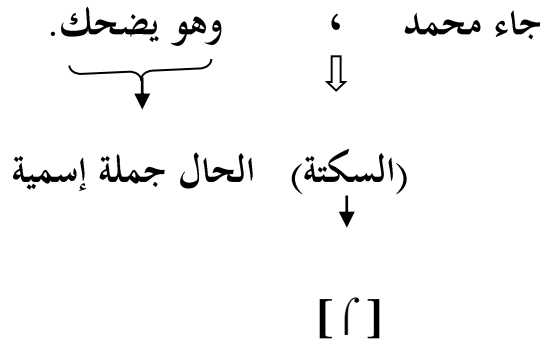 جاء محمد ، وهو يضحك.
(السكتة) الحال جملة إسمية
[⌠]